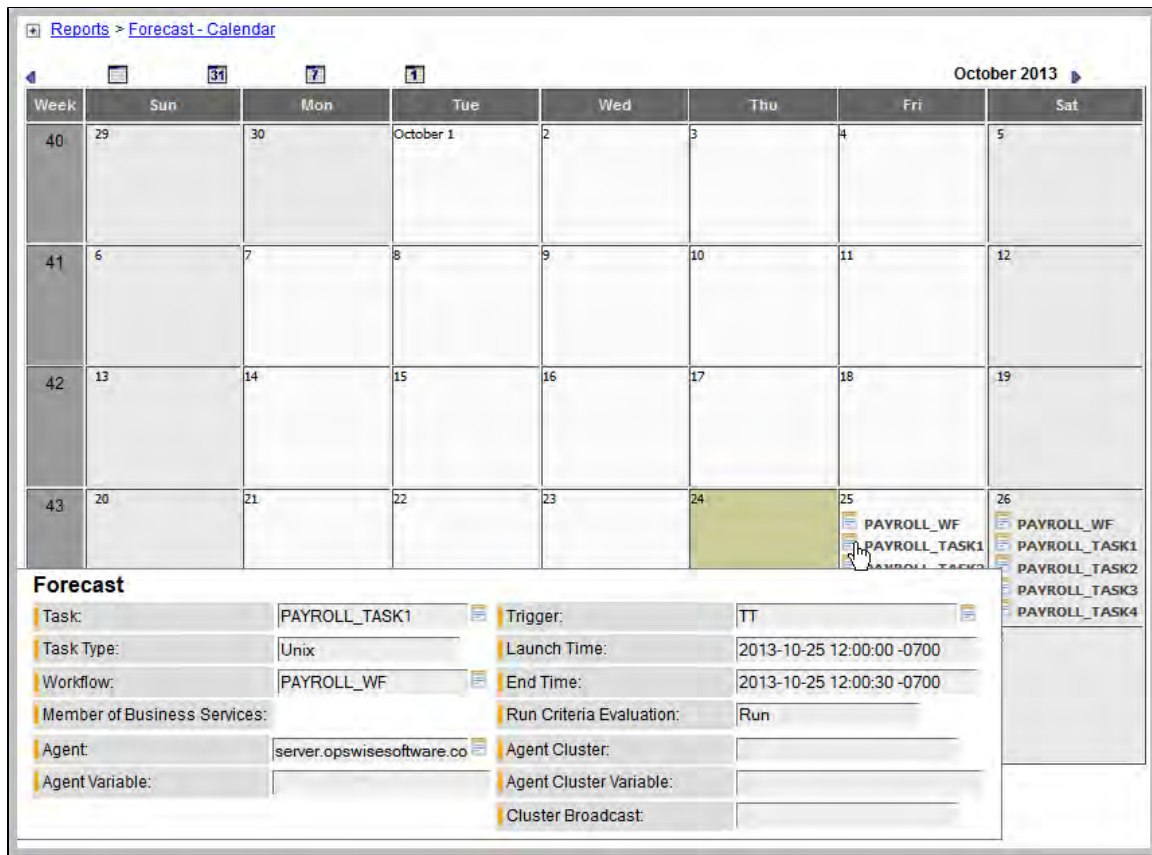 Reports > Forecast - Calendar
31 7 1 October 2013
Week Sun Mon Tue Wed Thu Fri Sat
40 29 30 October 1 2 3 4 5
41 6 7 8 9 10 11 12
42 13 14 15 16 17 18 19
43 20 21 22 23 24 25 26
PAYROLL_WF PAYROLL_WF
PAYROLL_TASK1 PAYROLL_TASK1
PAYROLL_TASK2
PAYROLL_TASK3
PAYROLL_TASK4
Forecast
Task: PAYROLL_TASK1 Trigger: TT
Task Type: Unix Launch Time: 2013-10-25 12:00:00 -0700
Workflow: PAYROLL_WF End Time: 2013-10-25 12:00:30 -0700
Member of Business Services: Run Criteria Evaluation: Run
Agent: server.opswisesoftware.co Agent Cluster:
Agent Variable: Agent Cluster Variable:
Cluster Broadcast: